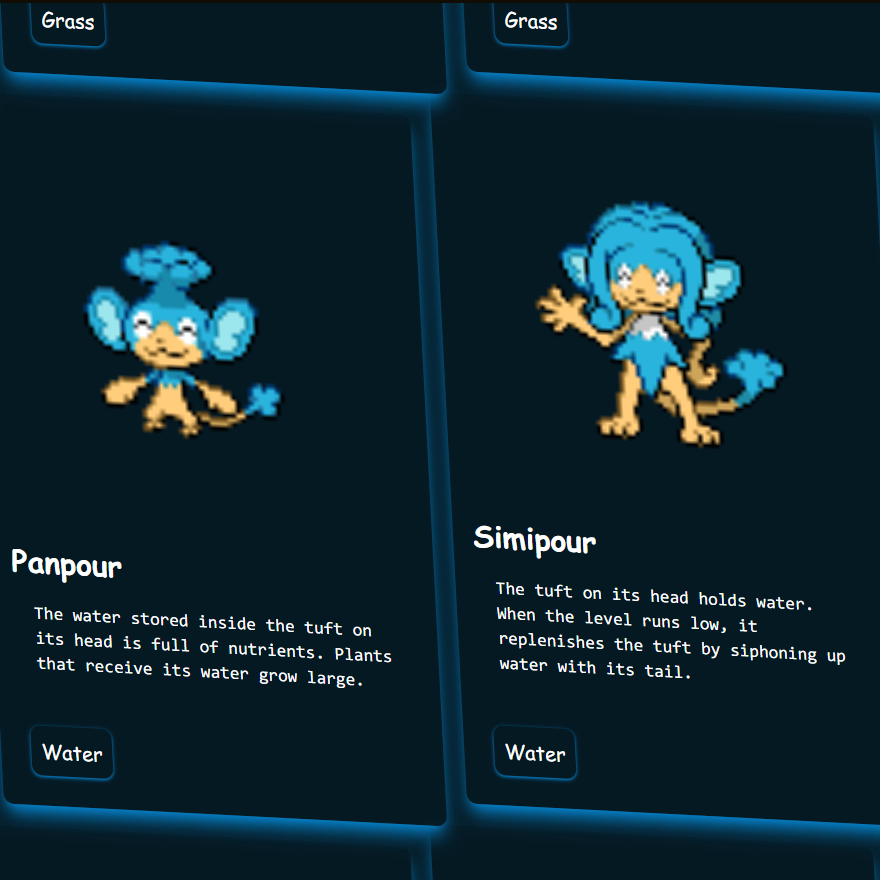 Grass
Grass
Panpour
The water stored inside the tuft on
its head is full of nutrients. Plants
that receive its water grow large.
Water
Simipour
The tuft on its head holds water.
When the level runs low, it
replenishes the tuft by siphoning up
water with its tail.
Water